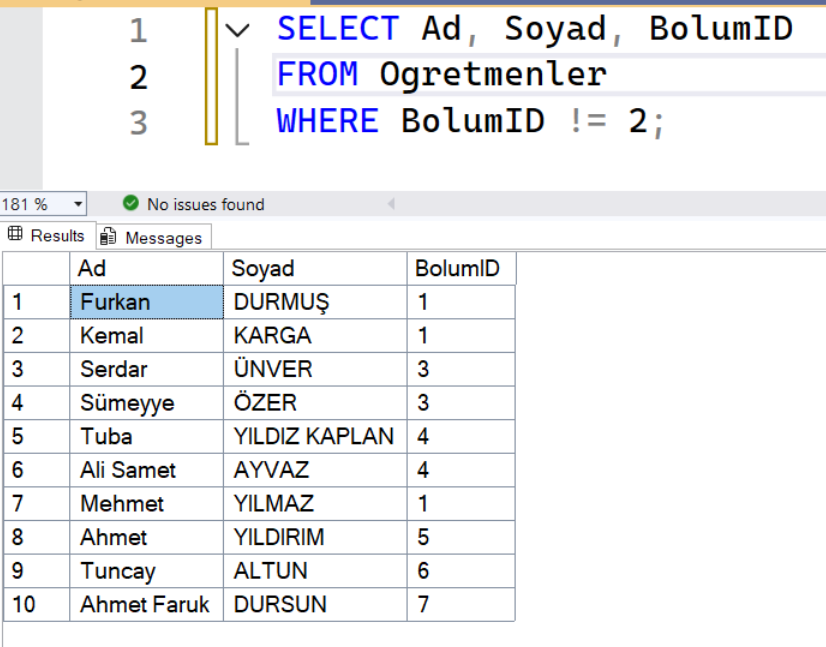 1 SELECT Ad, Soyad, BolumID
2 FROM Ogretmenler
3 WHERE BolumID != 2;
181 % No issues found
Results Messages
Ad Soyad BolumID
1 Furkan DURMUŞ 1
2 Kemal KARGA 1
3 Serdar ÜNVER 3
4 Sümeyye ÖZER 3
5 Tuba YILDIZ KAPLAN 4
6 Ali Samet AYVAZ 4
7 Mehmet YILMAZ 1
8 Ahmet YILDIRIM 5
9 Tuncay ALTUN 6
10 Ahmet Faruk DURSUN 7